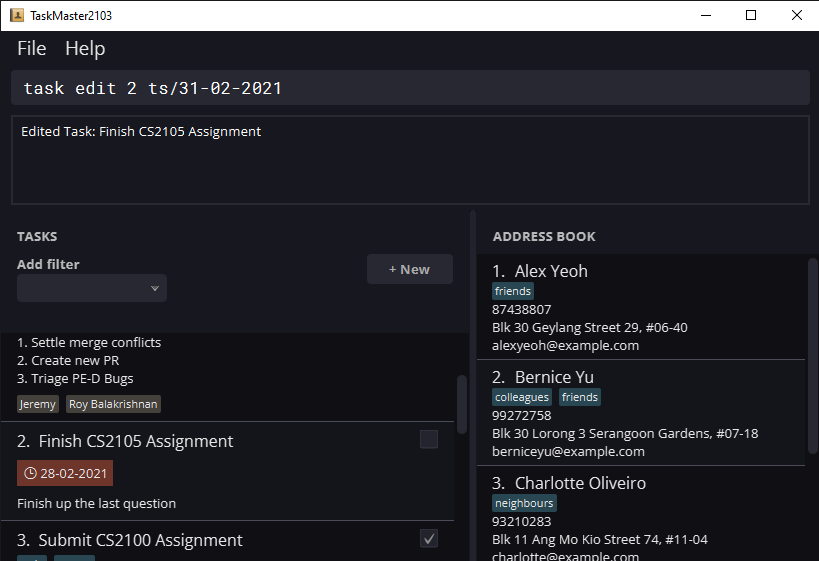 TaskMaster2103
File Help
task edit 2 ts/31-02-2021
Edited Task: Finish CS2105 Assignment
TASKS
Add filter
+ New
1. Settle merge conflicts
2. Create new PR
3. Triage PE-D Bugs
Jeremy Roy Balakrishnan
2. Finish CS2105 Assignment
28-02-2021
Finish up the last question
3. Submit CS2100 Assignment
ADDRESS BOOK
1. Alex Yeoh
friends
87438807
Blk 30 Geylang Street 29, #06-40
alexyeoh@example.com
2. Bernice Yu
colleagues friends
99272758
Blk 30 Lorong 3 Serangoon Gardens, #07-18
berniceyu@example.com
3. Charlotte Oliveiro
neighbours
93210283
Blk 11 Ang Mo Kio Street 74, #11-04
charlotte@example.com